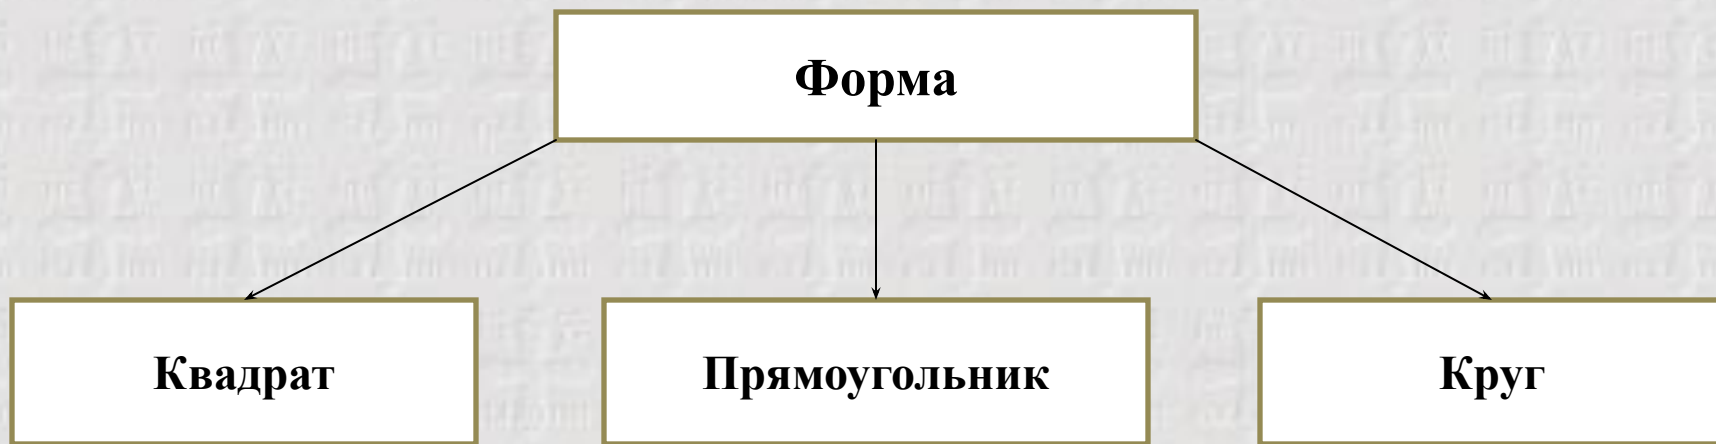 Форма
Квадрат
Прямоугольник
Круг